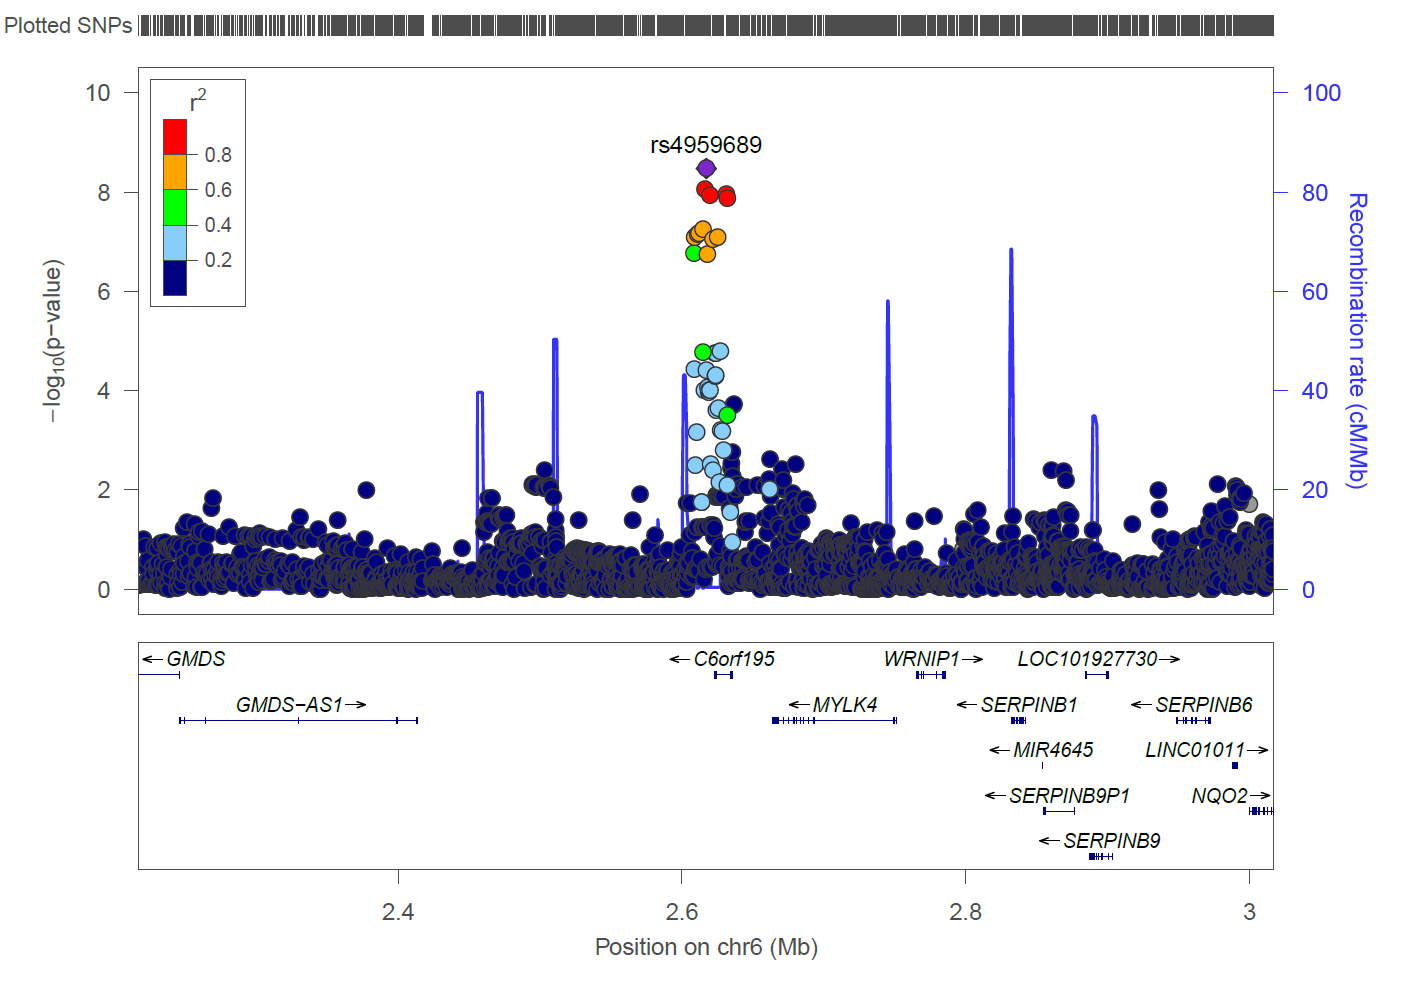 Plotted SNPs
10
8
6
4
2
0
−log10(p−value)
r2
0.8
0.6
0.4
0.2
rs4959689
100
80
60
40
20
0
Recombination rate (cM/Mb)
GMDS
C6orf195
WRNIP1
LOC101927730
GMDS−AS1
MYLK4
SERPINB1
SERPINB6
MIR4645
LINC01011
SERPINB9P1
NQO2
SERPINB9
2.4
2.6
2.8
3
Position on chr6 (Mb)